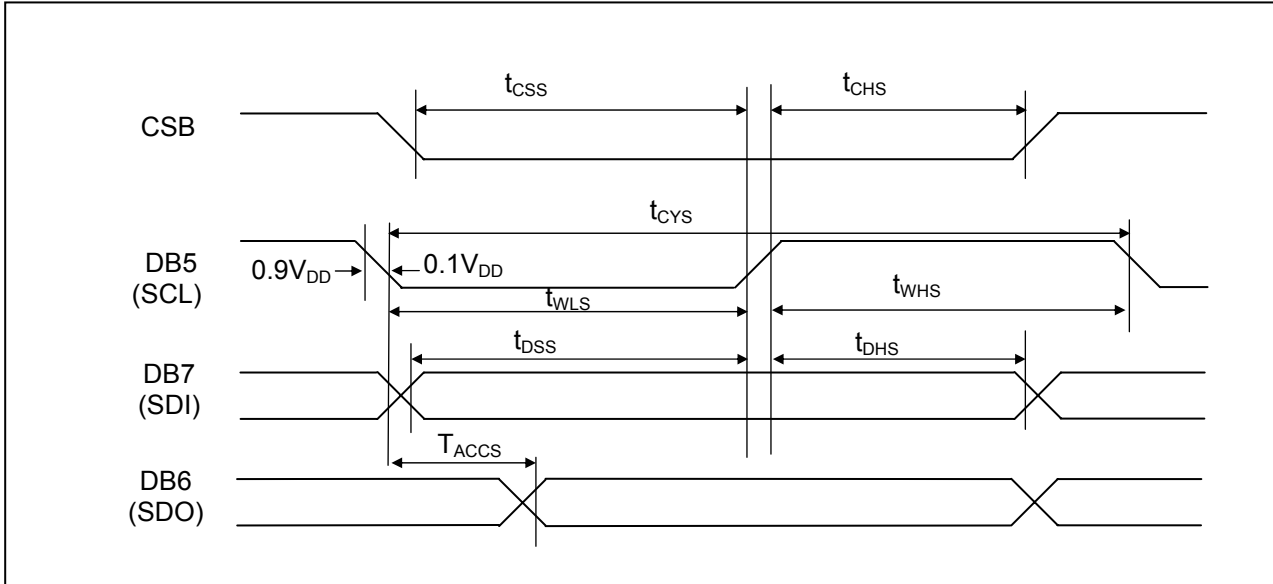 tCSS
tCHS
CSB
tCYS
DB5
(SCL)
0.9VDD
0.1VDD
tWLS
tWHS
tDSS
tDHS
DB7
(SDI)
TACCS
DB6
(SDO)